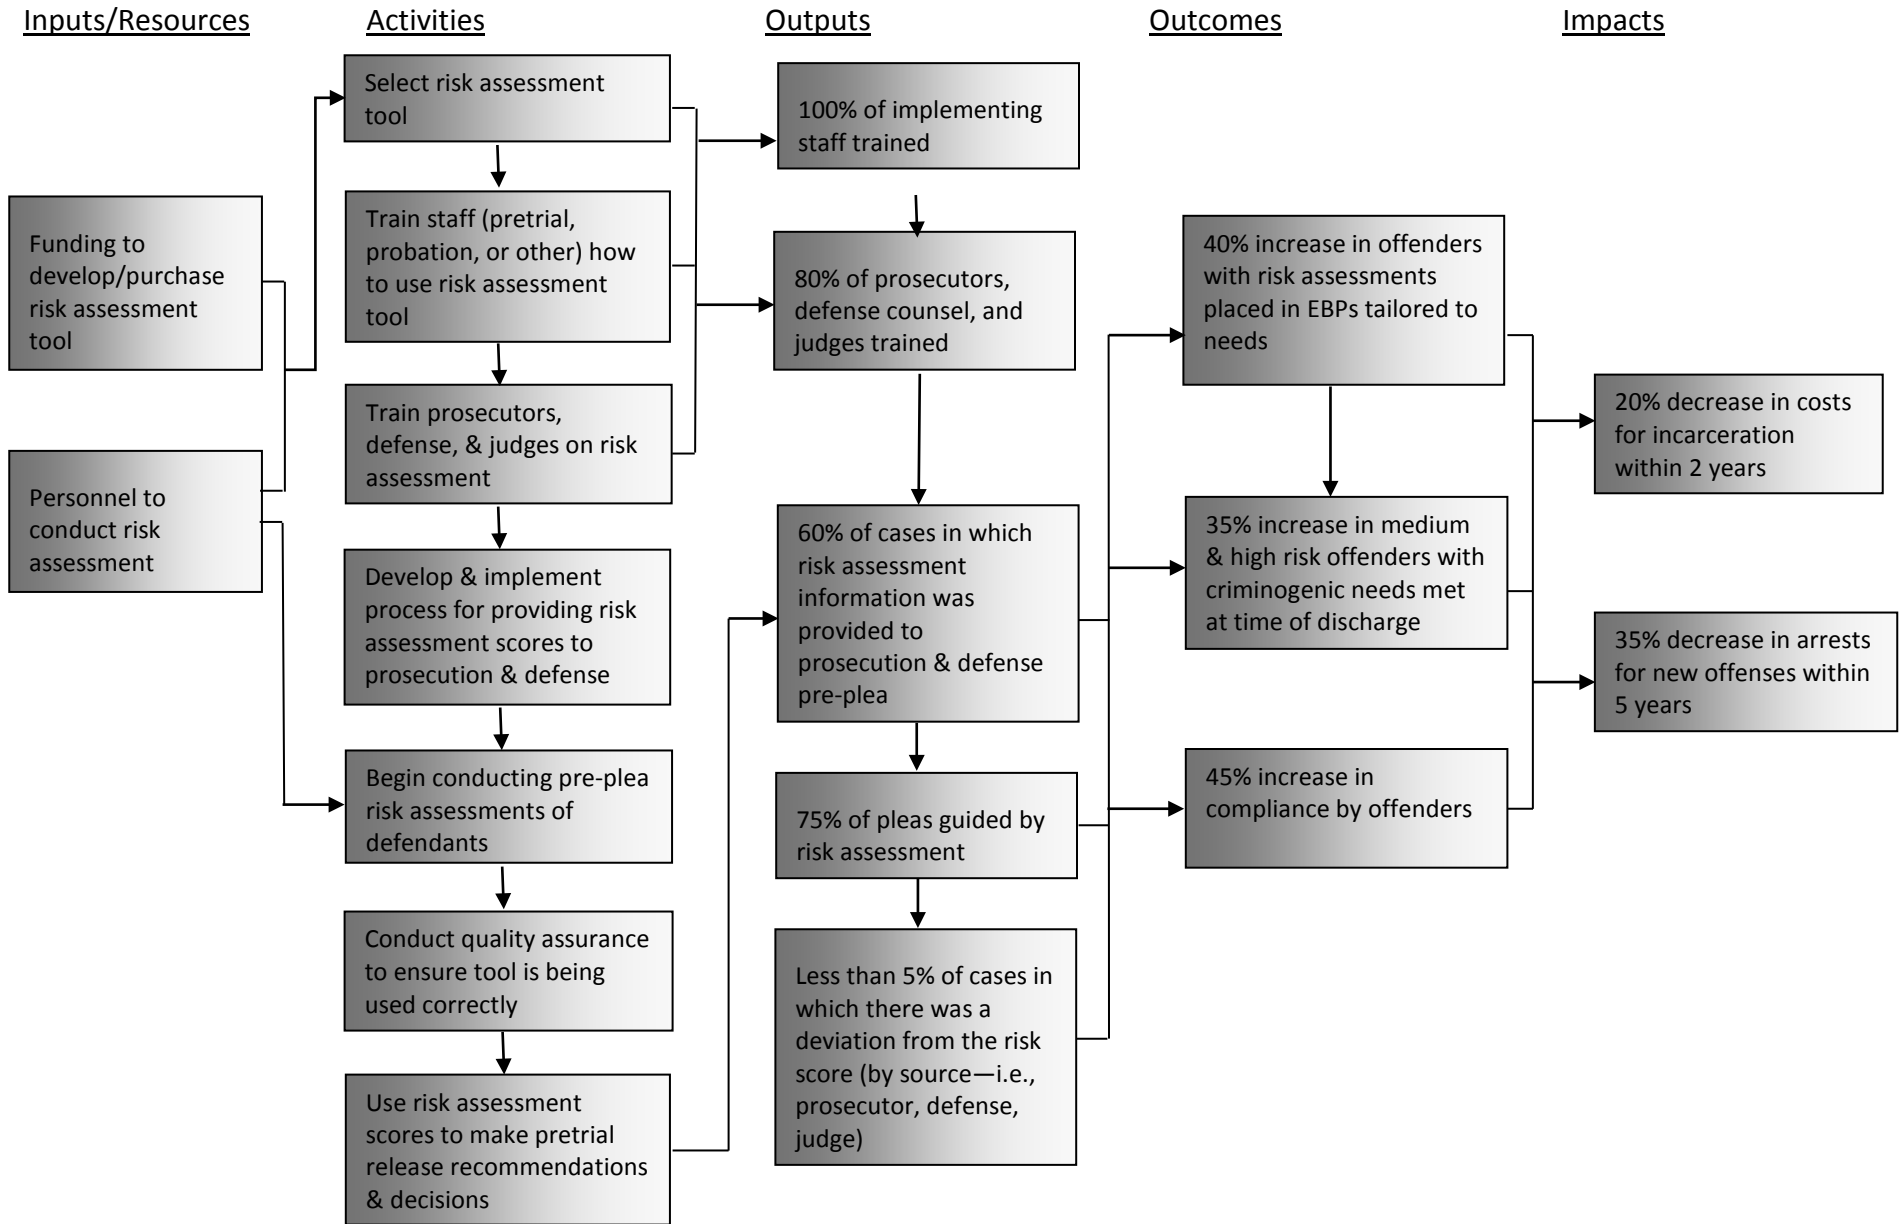 Inputs/Resources
Activities
Outputs
Outcomes
Impacts
Funding to
develop/purchase
risk assessment
tool
Personnel to
conduct risk
assessment
Select risk assessment
tool
Train staff (pretrial,
probation, or other) how
to use risk assessment
tool
Train prosecutors,
defense, & judges on risk
assessment
Develop & implement
process for providing risk
assessment scores to
prosecution & defense
Begin conducting pre-plea
risk assessments of
defendants
Conduct quality assurance
to ensure tool is being
used correctly
Use risk assessment
scores to make pretrial
release recommendations
& decisions
100% of implementing
staff trained
80% of prosecutors,
defense counsel, and
judges trained
60% of cases in which
risk assessment
information was
provided to
prosecution & defense
pre-plea
75% of pleas guided by
risk assessment
Less than 5% of cases in
which there was a
deviation from the risk
score (by source—i.e.,
prosecutor, defense,
judge)
40% increase in offenders
with risk assessments
placed in EBPs tailored to
needs
35% increase in medium
& high risk offenders with
criminogenic needs met
at time of discharge
45% increase in
compliance by offenders
20% decrease in costs
for incarceration
within 2 years
35% decrease in arrests
for new offenses within
5 years